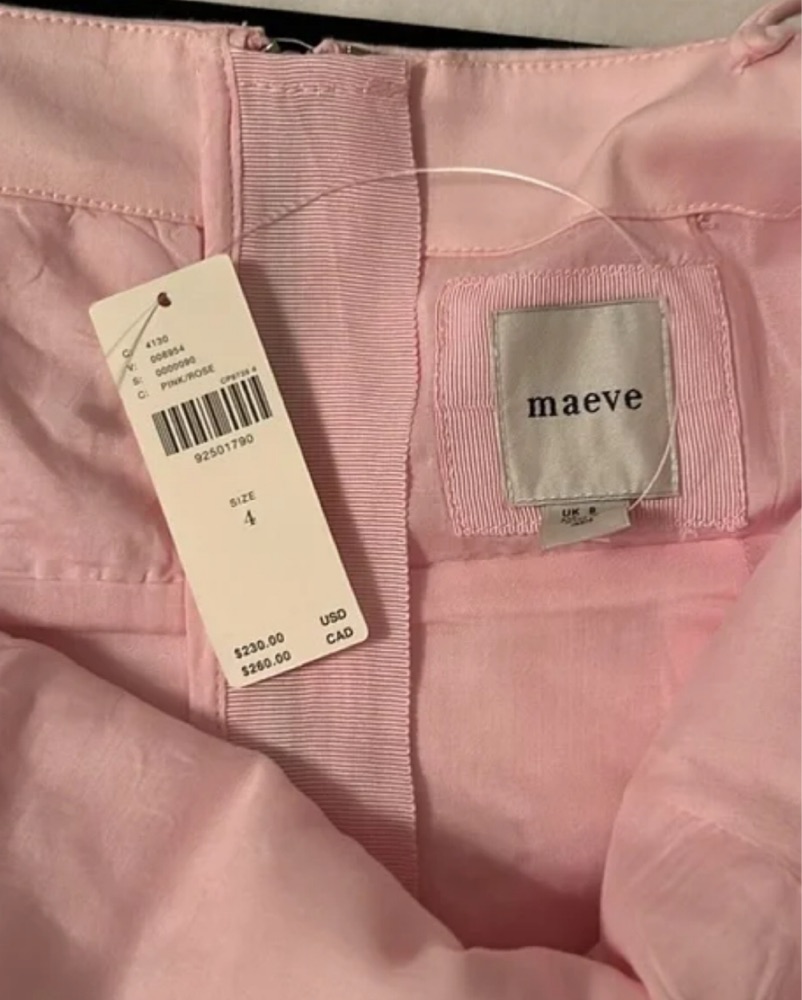 C: 4130
V: 008954
S: 0000090
C: PINK/ROSE
92501790
SIZE
4
$230.00 USD
$260.00 CAD
maeve
UK 8